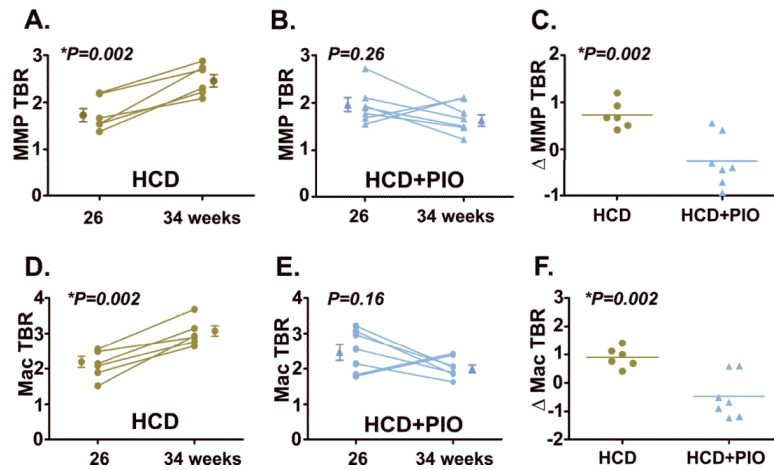 A.
*P=0.002
MMP TBR
3
2
1
0
HCD
26 34 weeks
B.
P=0.26
MMP TBR
3
2
1
0
HCD+PIO
26 34 weeks
C.
*P=0.002
Δ MMP TBR
2
1
0
-1
HCD HCD+PIO
D.
*P=0.002
Mac TBR
4
3
2
1
0
HCD
26 34 weeks
E.
P=0.16
Mac TBR
4
3
2
1
0
HCD+PIO
26 34 weeks
F.
*P=0.002
Δ Mac TBR
3
2
1
0
-1
-2
HCD HCD+PIO